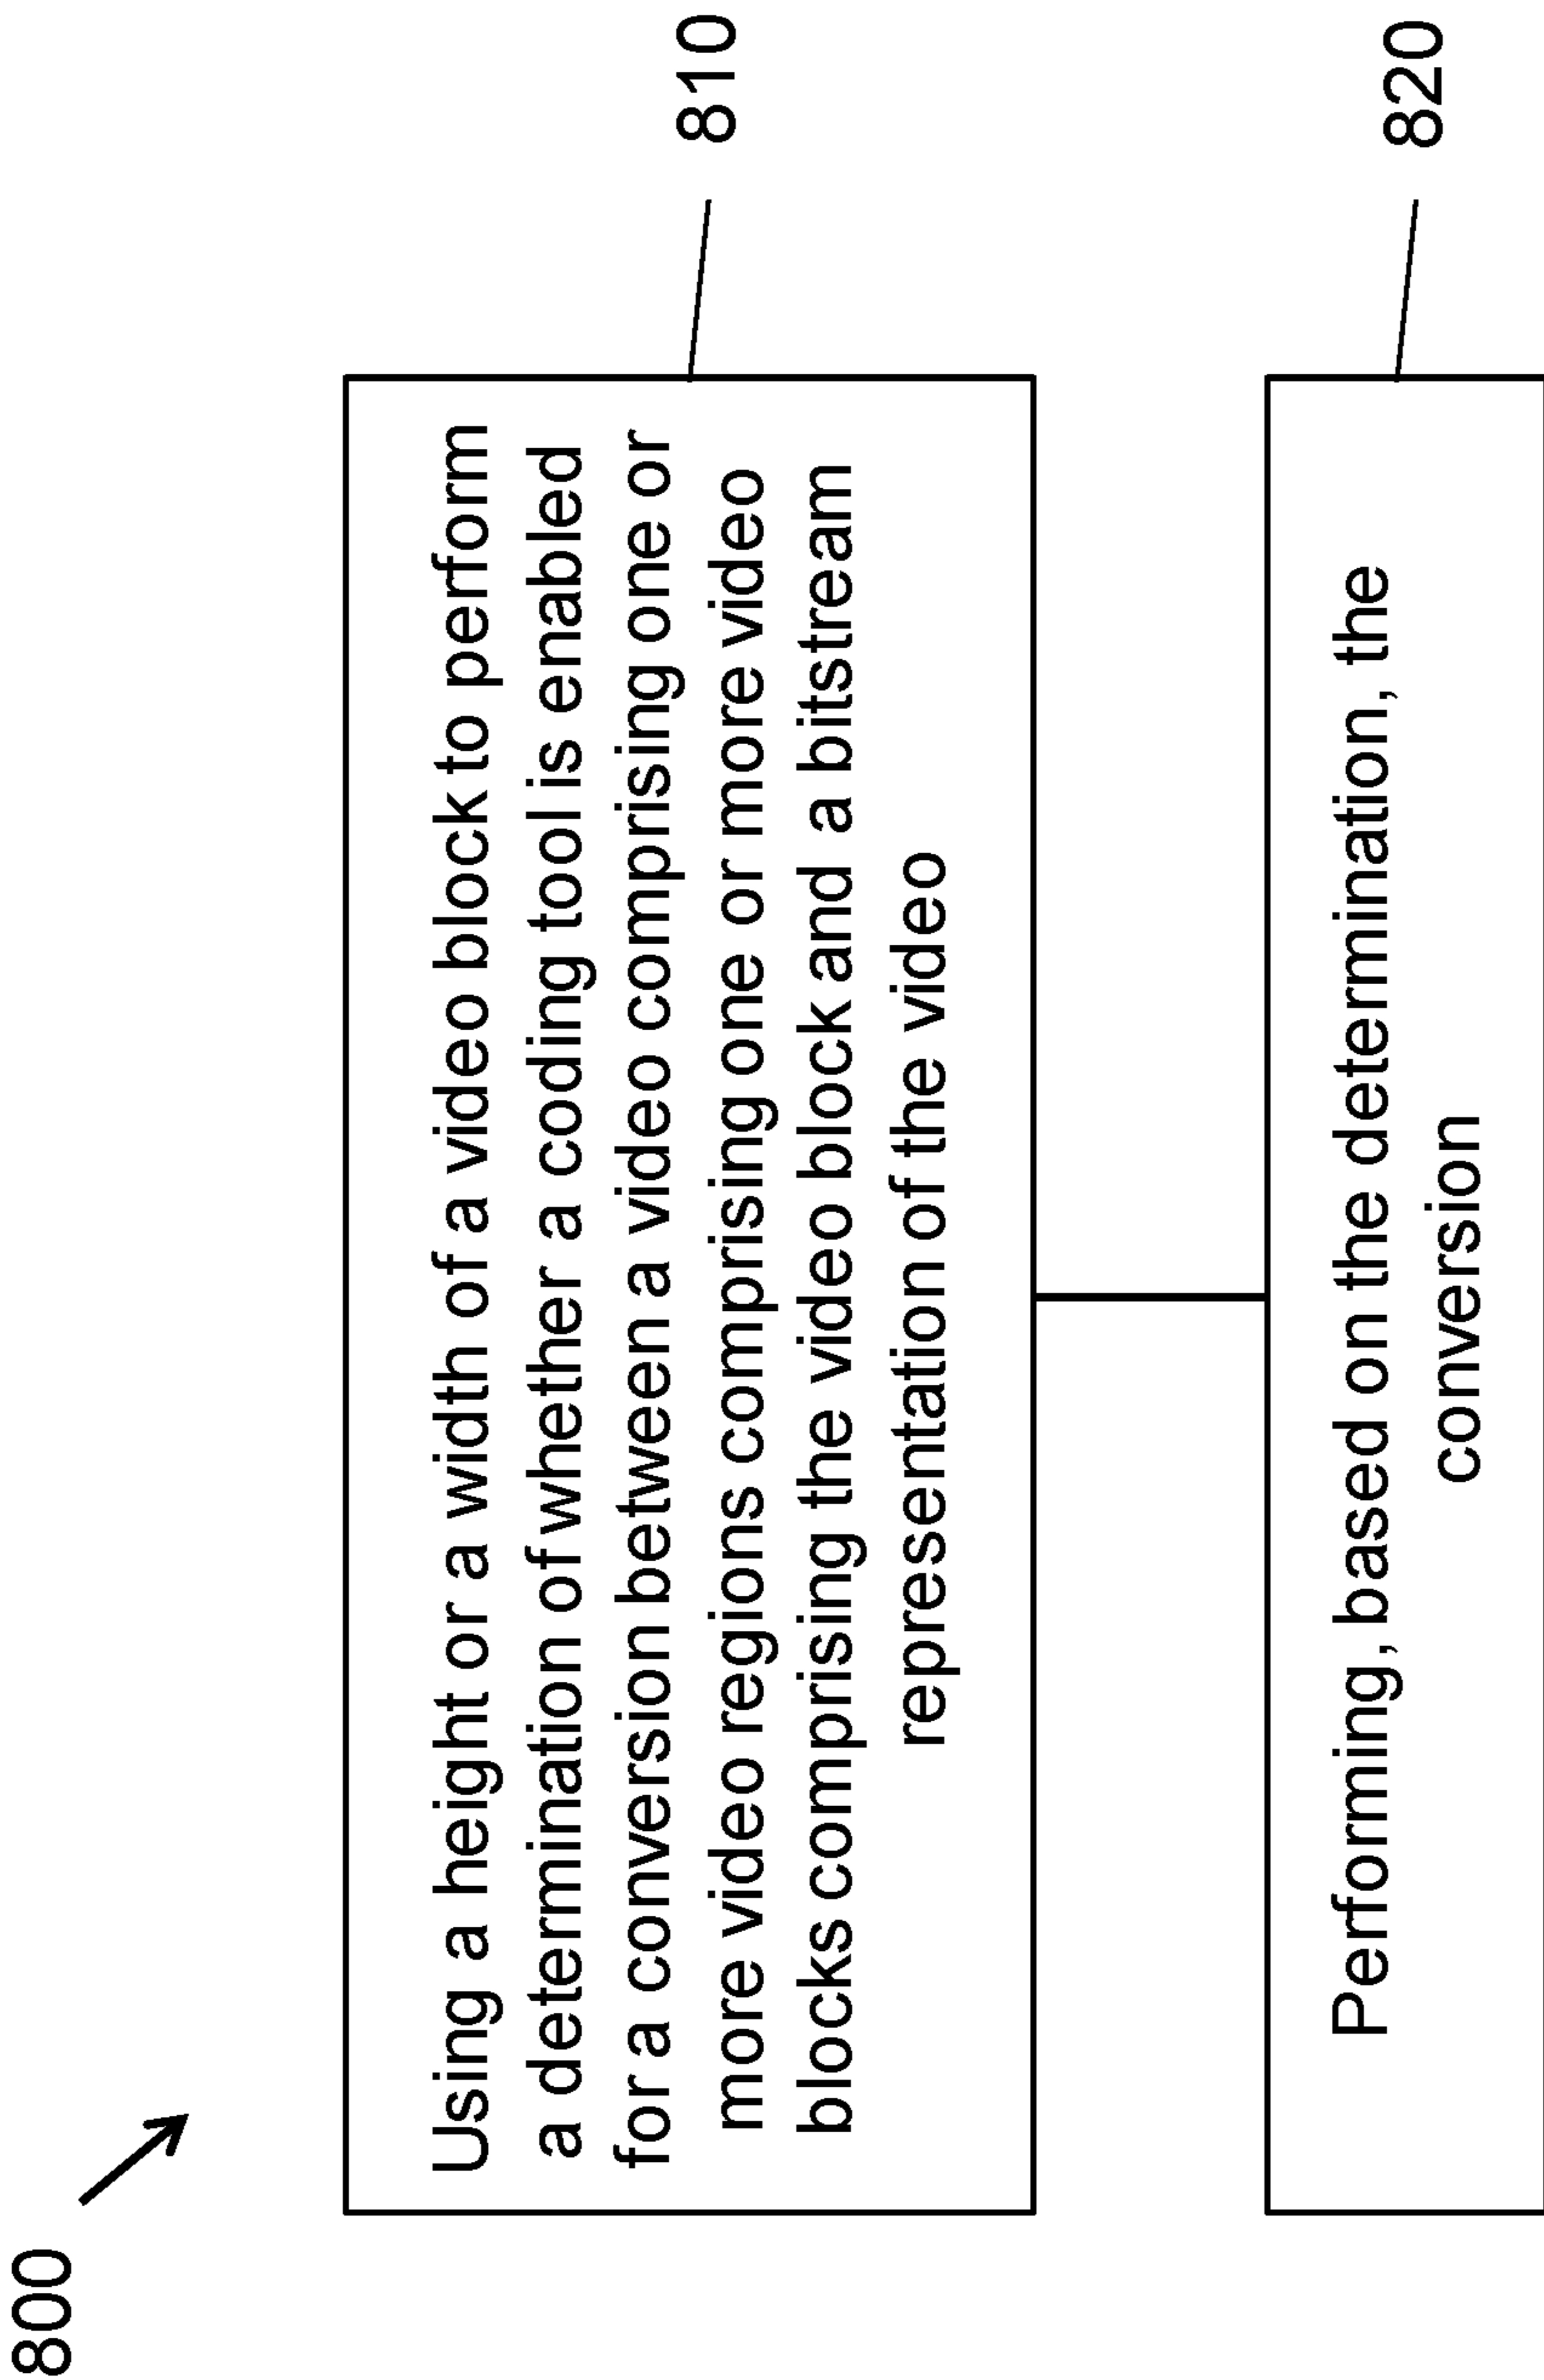 800
Using a height or a width of a video block to perform
a determination of whether a coding tool is enabled
for a conversion between a video comprising one or
more video regions comprising one or more video
blocks comprising the video block and a bitstream
representation of the video
810
Performing, based on the determination, the
conversion
820